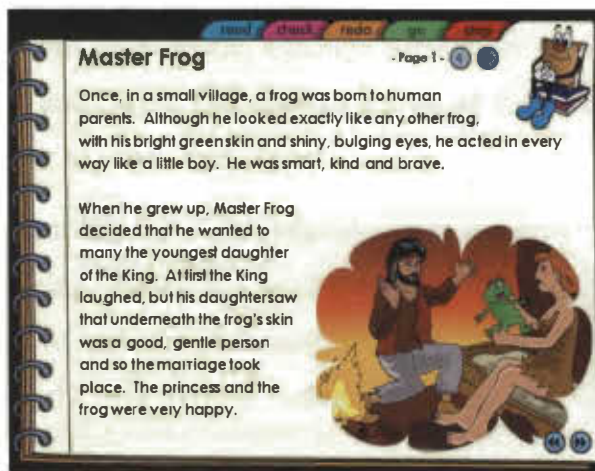 read check redo go stop
Master Frog
- Page 1 -
Once, in a small village, a frog was born to human
parents. Although he looked exactly like any other frog,
with his bright green skin and shiny, bulging eyes, he acted in every
way like a little boy. He was smart, kind and brave.
When he grew up, Master Frog
decided that he wanted to
marry the youngest daughter
of the King. At first the King
laughed, but his daughter saw
that underneath the frog's skin
was a good, gentle person
and so the marriage took
place. The princess and the
frog were very happy.